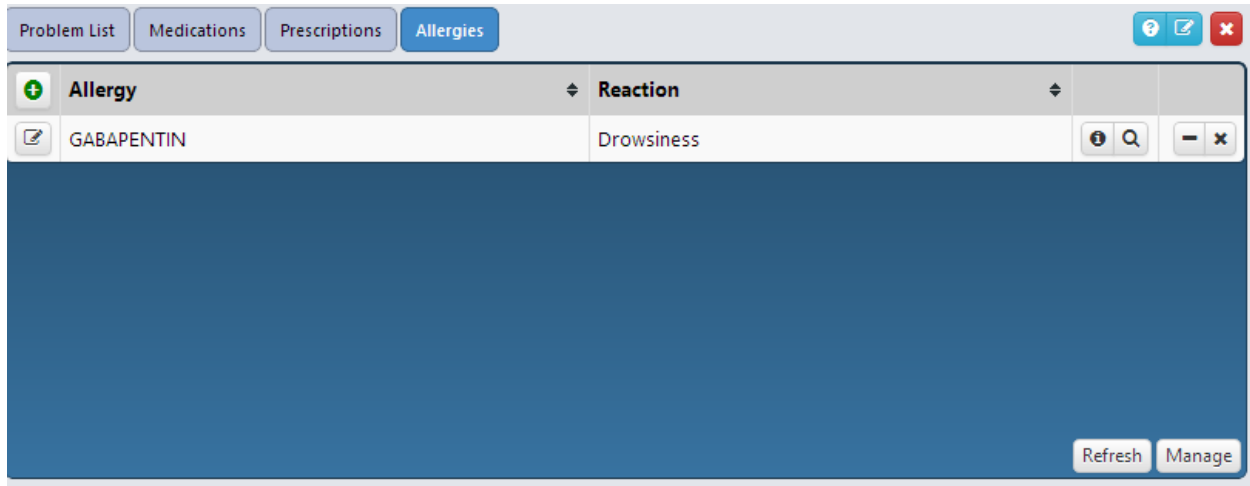 Problem List Medications Prescriptions Allergies
Allergy Reaction
GABAPENTIN Drowsiness
Refresh Manage